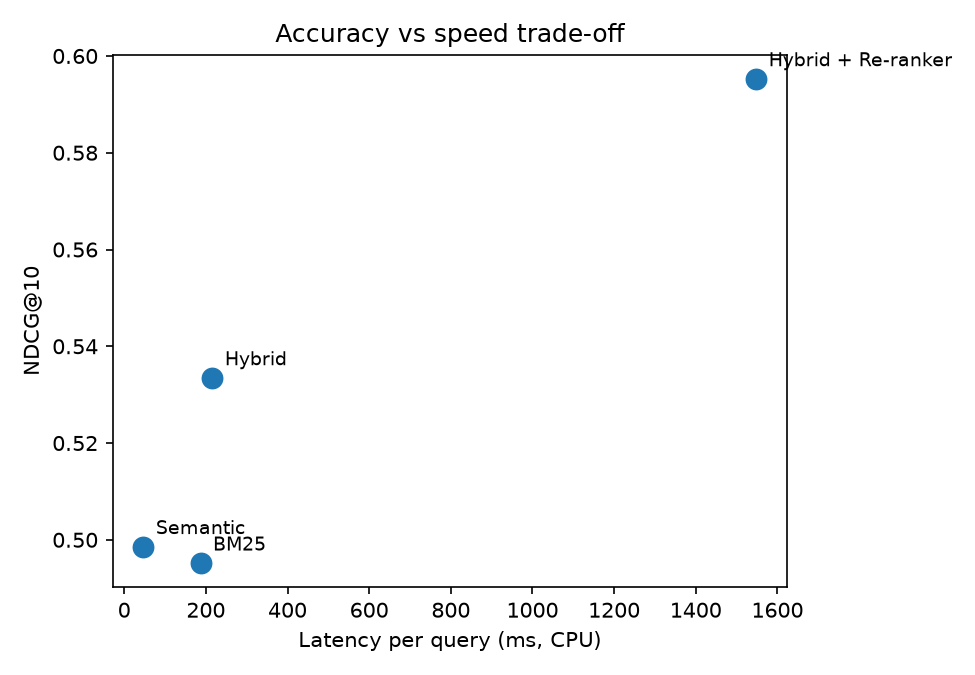 Accuracy vs speed trade-off
0.60
Hybrid + Re-ranker
0.58
0.56
0.54
Hybrid
0.52
Semantic
0.50
BM25
NDCG@10
0 200 400 600 800 1000 1200 1400 1600
Latency per query (ms, CPU)